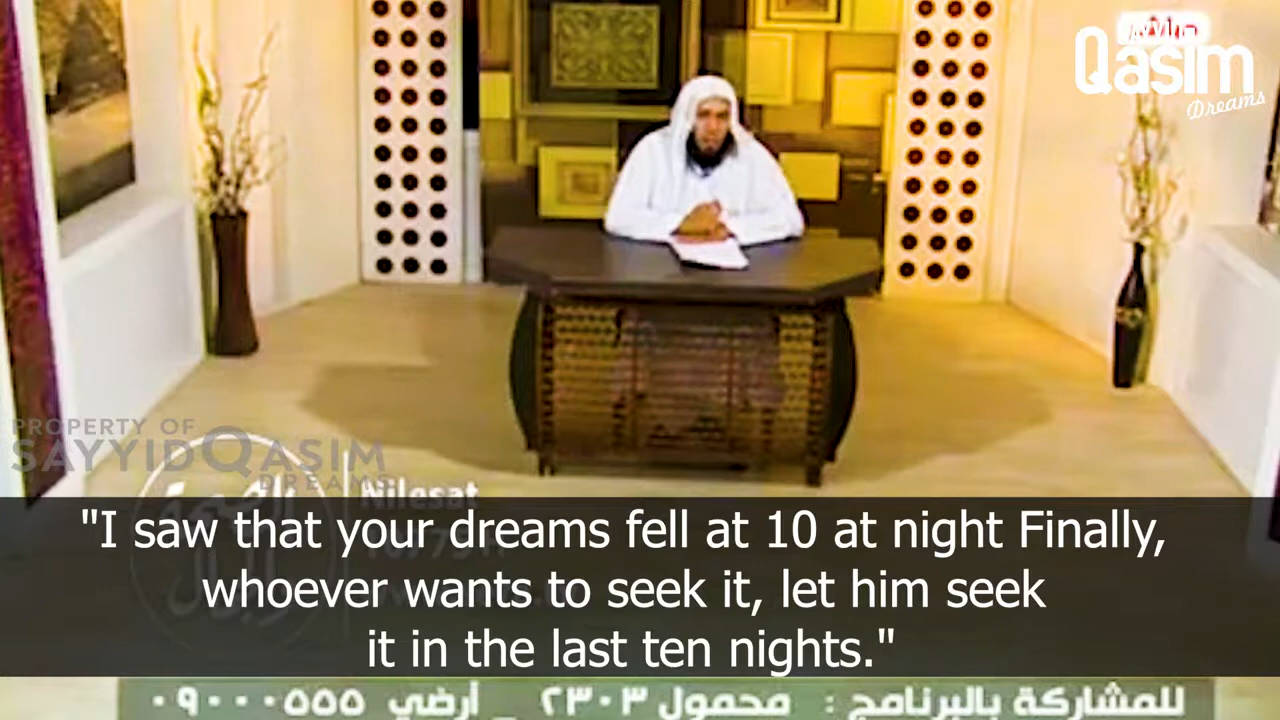 Qasim
Dreams
PROPERTY OF
SAYYIDQASIM
DREAMS
Nilesat
"I saw that your dreams fell at 10 at night Finally,
whoever wants to seek it, let him seek
it in the last ten nights."
للمشاركة بالبرنامج : محمول ٢٣٠٣ _ أرضي ٠٩٠٠٠٥٥٥